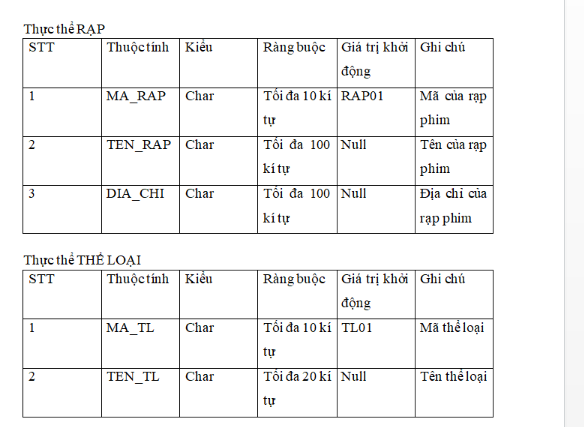 Thực thể RẠP
STT Thuộc tính Kiểu Ràng buộc Giá trị khởi Ghi chú
động
1 MA_RAP Char Tối đa 10 kí RAP01 Mã của rạp
tự phim
2 TEN_RAP Char Tối đa 100 Null Tên của rạp
kí tự phim
3 DIA_CHI Char Tối đa 100 Null Địa chỉ của
kí tự rạp phim
Thực thể THỂ LOẠI
STT Thuộc tính Kiểu Ràng buộc Giá trị khởi Ghi chú
động
1 MA_TL Char Tối đa 10 kí TL01 Mã thể loại
tự
2 TEN_TL Char Tối đa 20 kí Null Tên thể loại
tự